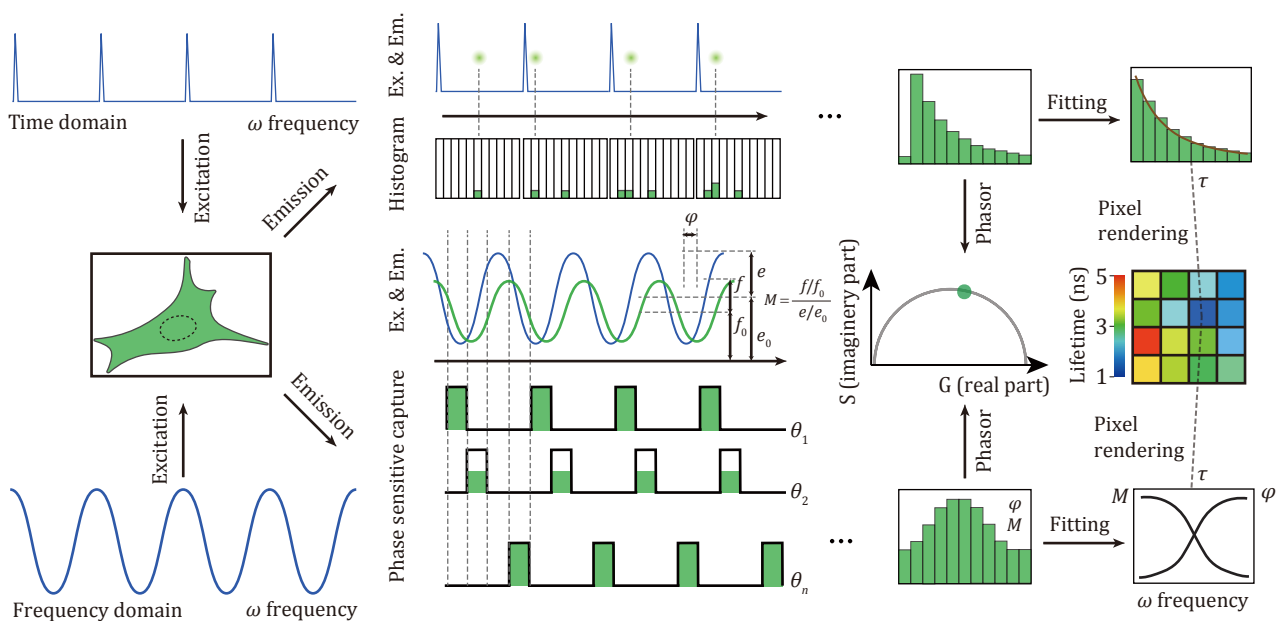 Time domain
ω frequency
Excitation
Emission
Ex. & Em.
Histogram
...
Fitting
τ
Phasor
Pixel
rendering
Ex. & Em.
φ
f
f₀
e
e₀
M = f/f₀
e/e₀
S (imaginery part)
G (real part)
Lifetime (ns)
5
3
1
Emission
Excitation
Frequency domain
ω frequency
Phase sensitive capture
θ₁
θ₂
θₙ
...
Phasor
φ
M
Fitting
Pixel
rendering
τ
M
φ
ω frequency